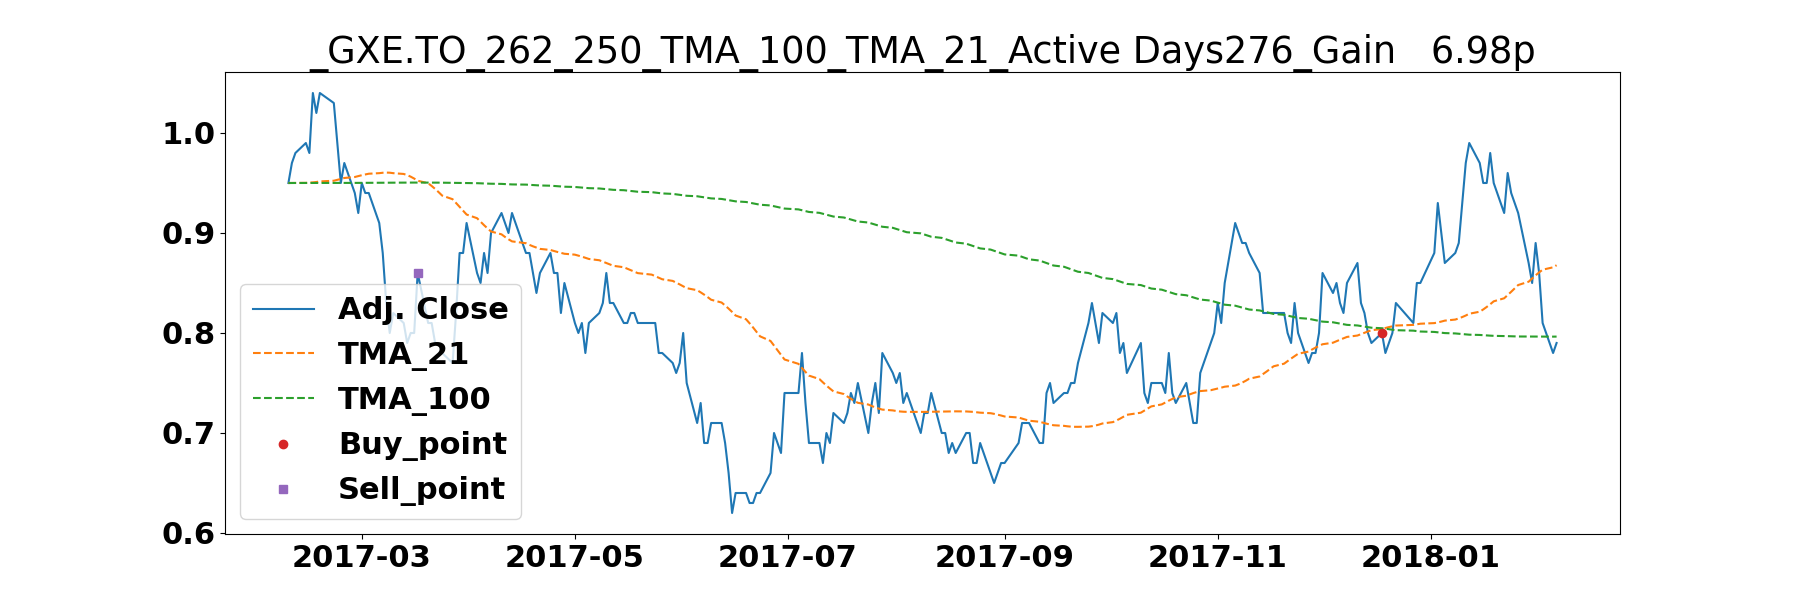 _GXE.TO_262_250_TMA_100_TMA_21_Active Days276_Gain   6.98p
1.0
0.9
0.8
0.7
0.6
Adj. Close
TMA_21
TMA_100
Buy_point
Sell_point
2017-03 2017-05 2017-07 2017-09 2017-11 2018-01